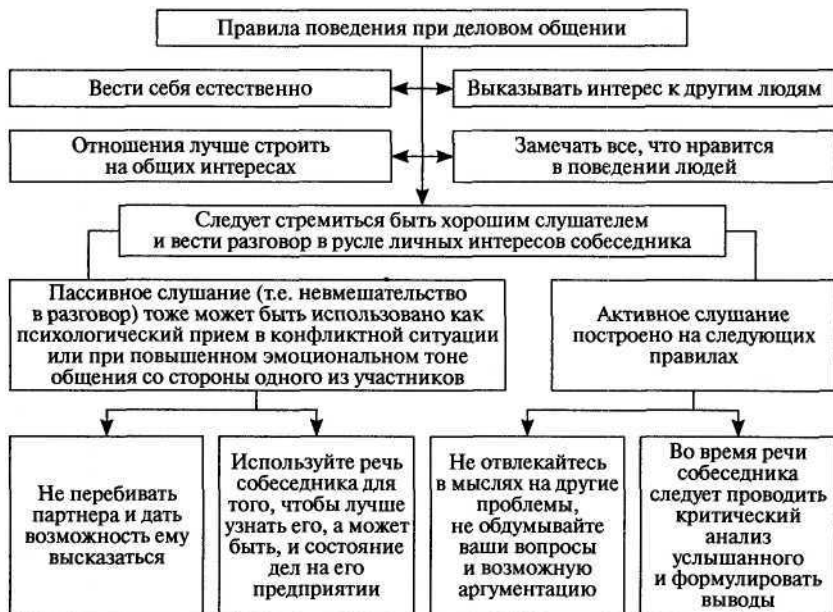 Правила поведения при деловом общении
Вести себя естественно
Выказывать интерес к другим людям
Отношения лучше строить
на общих интересах
Замечать все, что нравится
в поведении людей
Следует стремиться быть хорошим слушателем
и вести разговор в русле личных интересов собеседника
Пассивное слушание (т.е. невмешательство
в разговор) тоже может быть использовано как
психологический прием в конфликтной ситуации
или при повышенном эмоциональном тоне
общения со стороны одного из участников
Активное слушание
построено на следующих
правилах
Не перебивать
партнера и дать
возможность ему
высказаться
Используйте речь
собеседника для
того, чтобы лучше
узнать его, а может
быть, и состояние
дел на его
предприятии
Не отвлекайтесь
в мыслях на другие
проблемы,
не обдумывайте
ваши вопросы
и возможную
аргументацию
Во время речи
собеседника
следует проводить
критический
анализ
услышанного
и формулировать
выводы